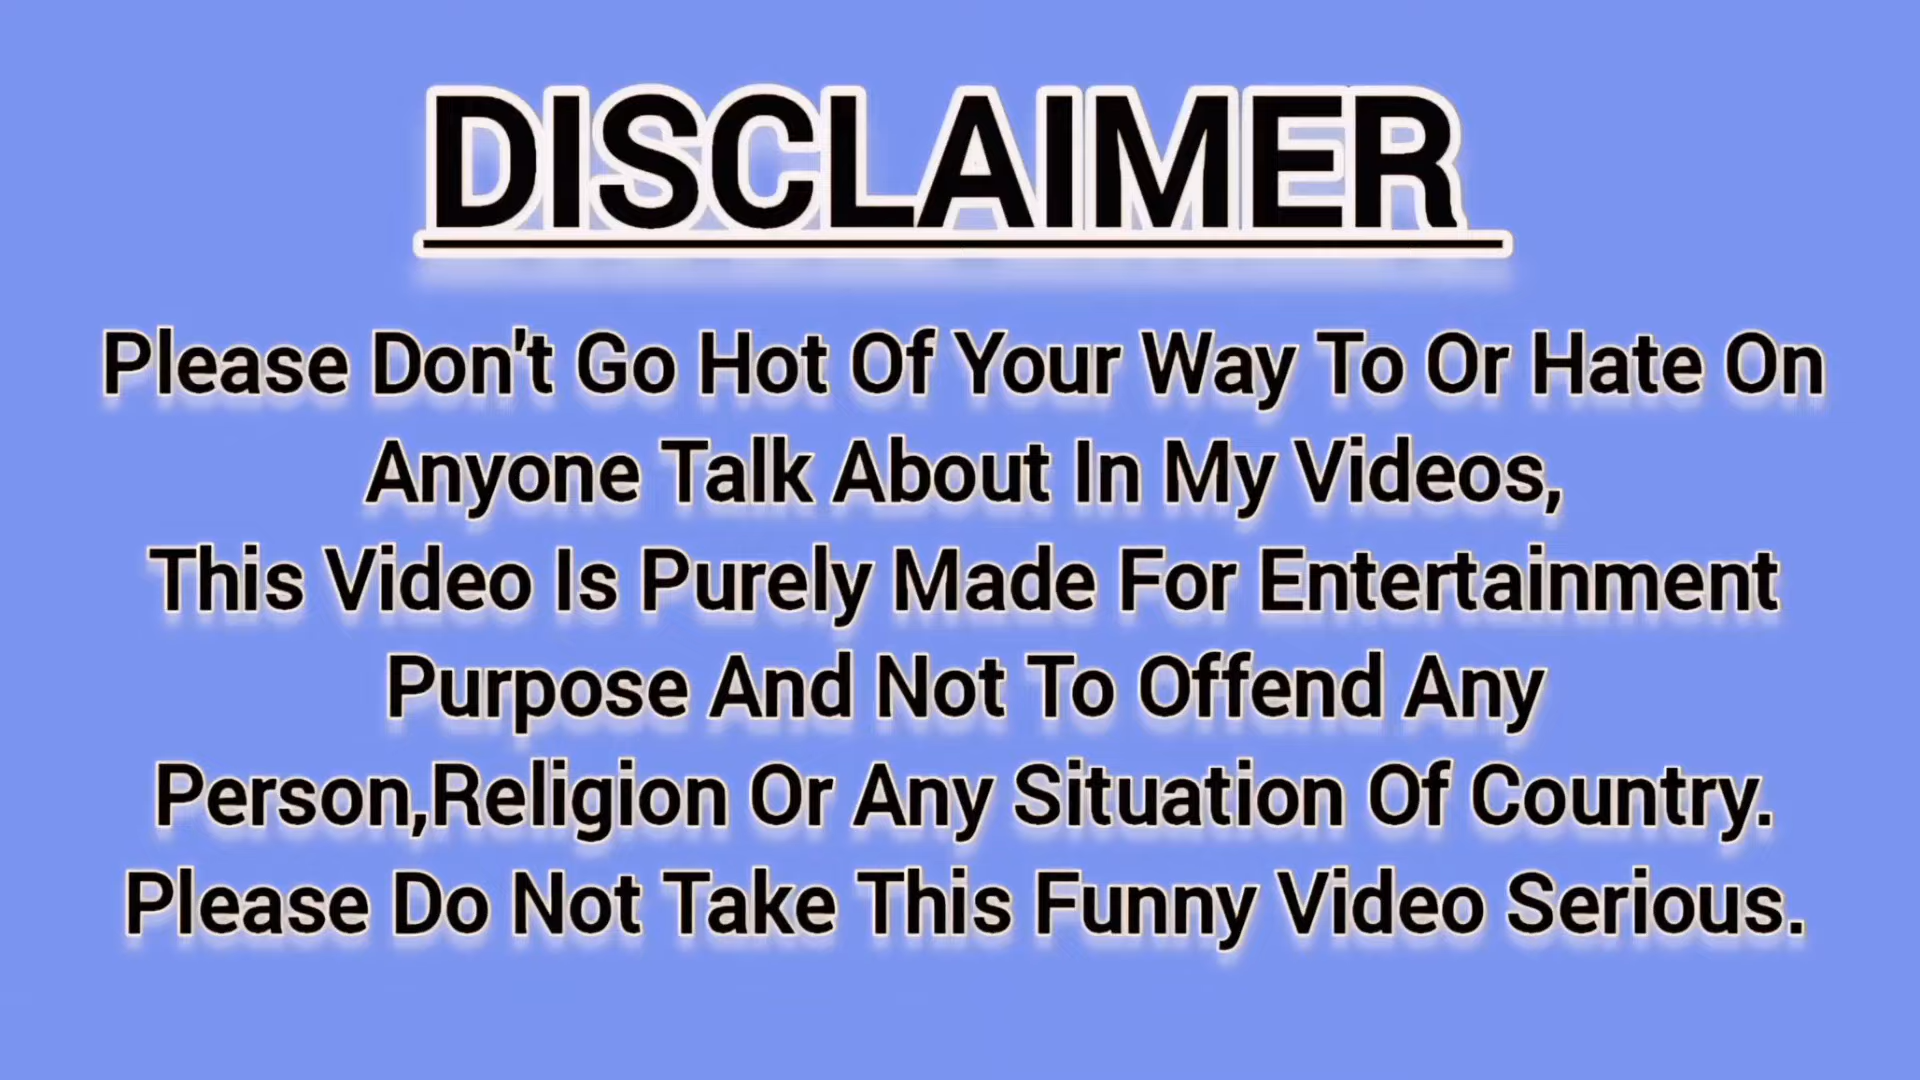 DISCLAIMER
Please Don't Go Hot Of Your Way To Or Hate On
Anyone Talk About In My Videos,
This Video Is Purely Made For Entertainment
Purpose And Not To Offend Any
Person,Religion Or Any Situation Of Country.
Please Do Not Take This Funny Video Serious.